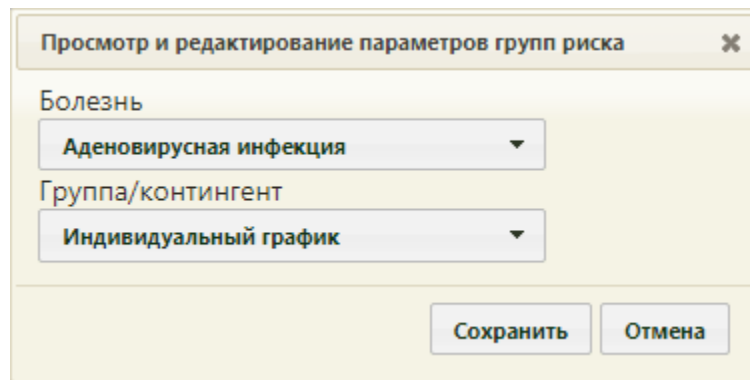 Просмотр и редактирование параметров групп риска
Болезнь
Аденовирусная инфекция
Группа/контингент
Индивидуальный график
Сохранить Отмена